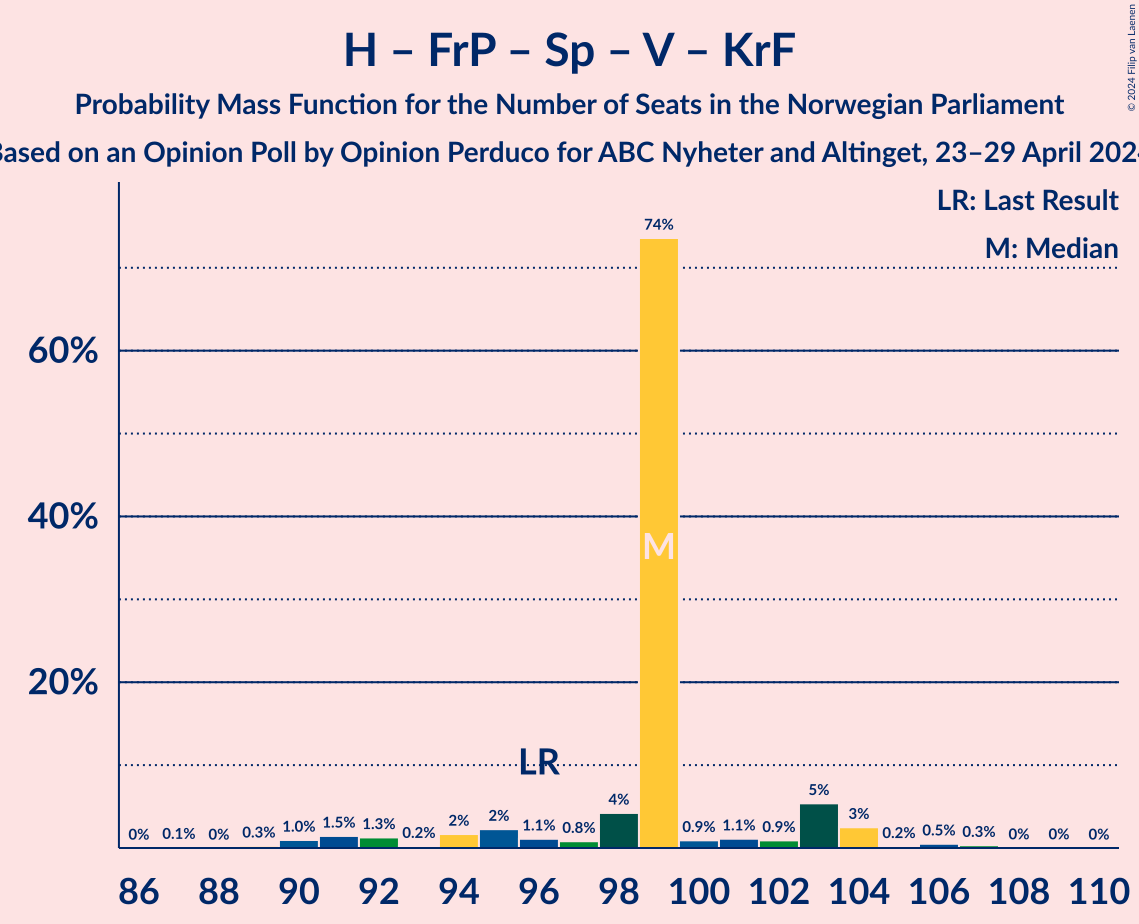 H – FrP – Sp – V – KrF
Probability Mass Function for the Number of Seats in the Norwegian Parliament
Based on an Opinion Poll by Opinion Perduco for ABC Nyheter and Altinget, 23–29 April 2024
© 2024 Filip van Laenen
LR: Last Result
M: Median
74%
60%
M
40%
20%
LR
0% 0.1% 0% 0.3% 1.0% 1.5% 1.3% 0.2% 2% 2% 1.1% 0.8% 4% 0.9% 1.1% 0.9% 5% 3% 0.2% 0.5% 0.3% 0% 0% 0%
86 88 90 92 94 96 98 100 102 104 106 108 110